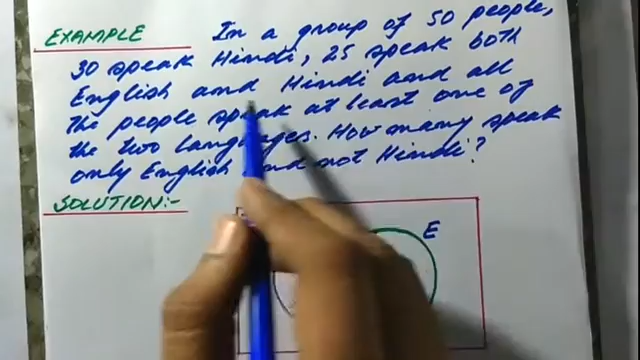 EXAMPLE In a group of 50 people,
30 speak Hindi, 25 speak both
English and Hindi and all
the people speak at least one of
the two languages. How many speak
only English and not Hindi?
SOLUTION:-
E